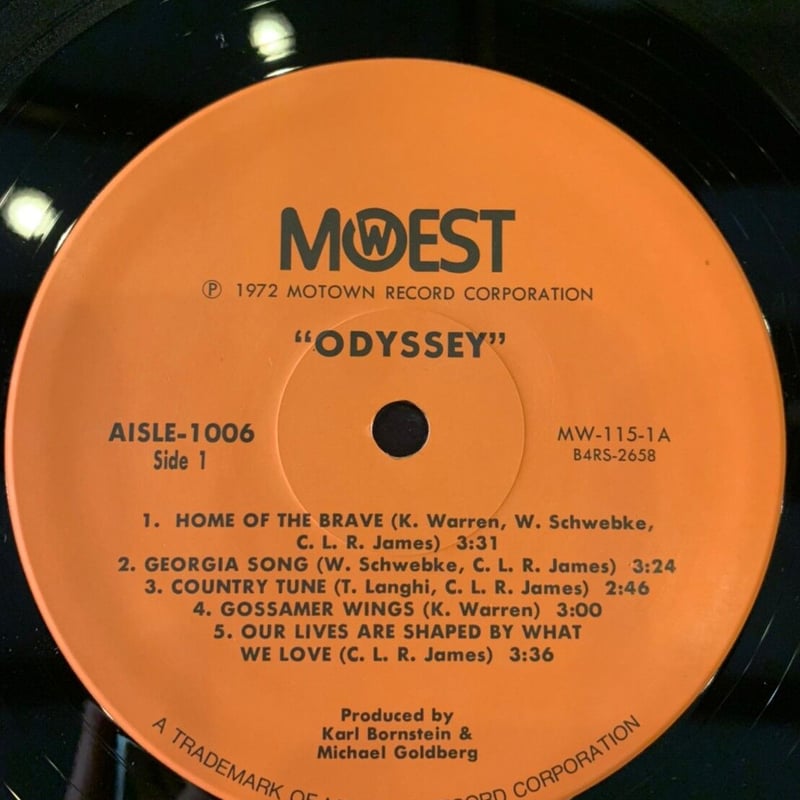 MOWEST
℗ 1972 MOTOWN RECORD CORPORATION
“ODYSSEY”
AISLE-1006
Side 1
MW-115-1A
B4RS-2658
1. HOME OF THE BRAVE (K. Warren, W. Schwebke,
C. L. R. James) 3:31
2. GEORGIA SONG (W. Schwebke, C. L. R. James) 3:24
3. COUNTRY TUNE (T. Langhi, C. L. R. James) 2:46
4. GOSSAMER WINGS (K. Warren) 3:00
5. OUR LIVES ARE SHAPED BY WHAT
WE LOVE (C. L. R. James) 3:36
Produced by
Karl Bornstein &
Michael Goldberg
A TRADEMARK OF CORPORATION